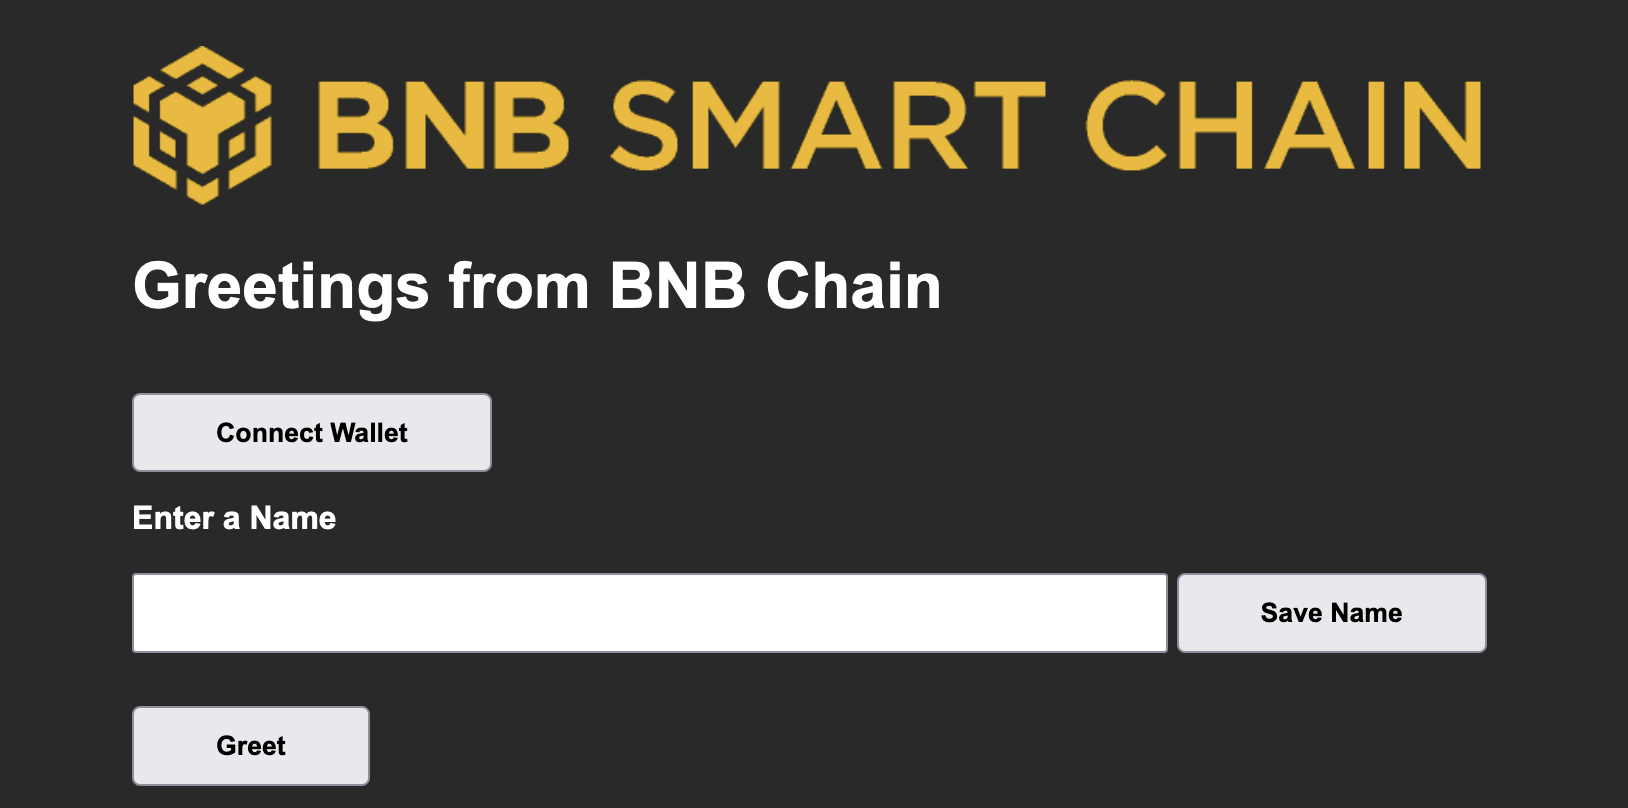 BNB SMART CHAIN
Greetings from BNB Chain
Connect Wallet
Enter a Name
Save Name
Greet